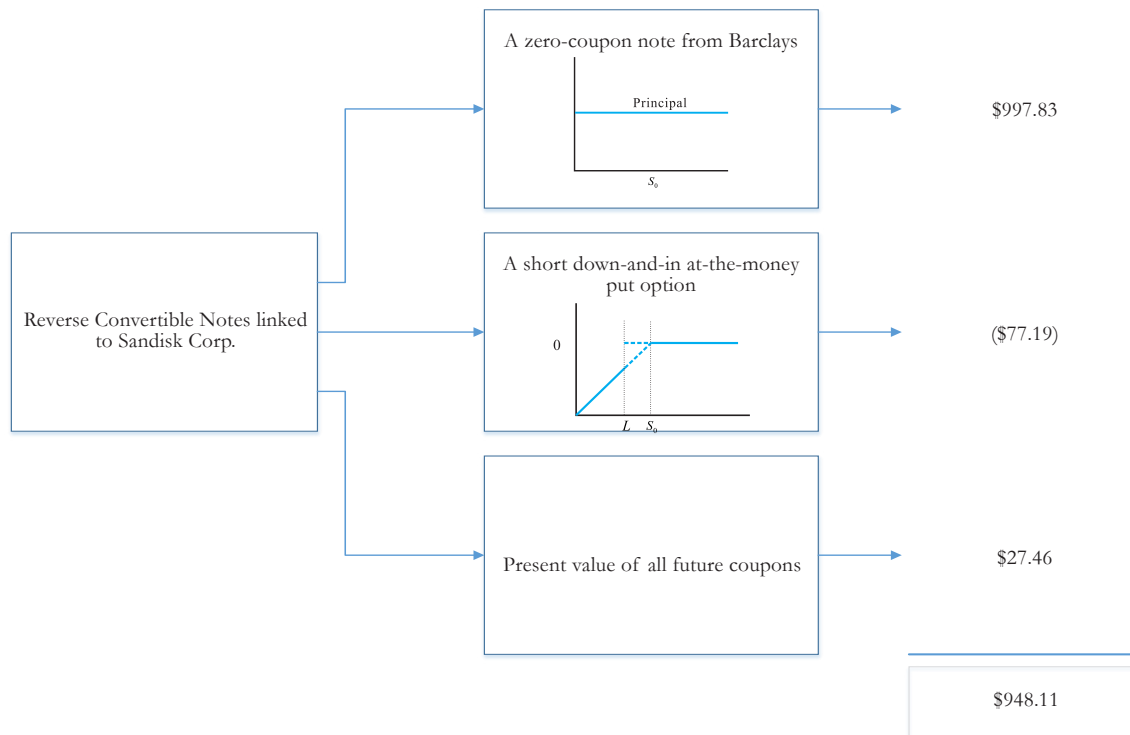 A zero-coupon note from Barclays
Principal
S₀
$997.83
Reverse Convertible Notes linked
to Sandisk Corp.
A short down-and-in at-the-money
put option
0
L S₀
($77.19)
Present value of all future coupons
$27.46
$948.11